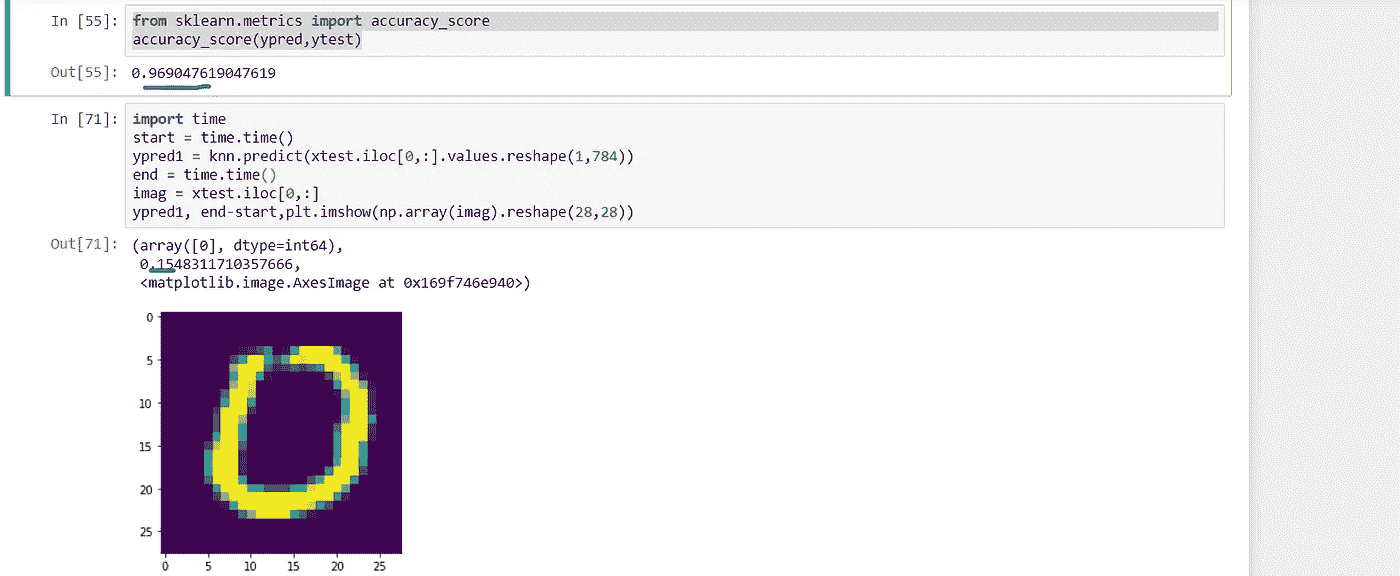 In [55]: from sklearn.metrics import accuracy_score
accuracy_score(ypred,ytest)
Out[55]: 0.969047619047619
In [71]: import time
start = time.time()
ypred1 = knn.predict(xtest.iloc[0,:].values.reshape(1,784))
end = time.time()
imag = xtest.iloc[0,:]
ypred1, end-start,plt.imshow(np.array(imag).reshape(28,28))
Out[71]: (array([0], dtype=int64),
0.1548311710357666,
<matplotlib.image.AxesImage at 0x169f746e940>)
0
5
10
15
20
25
0 5 10 15 20 25